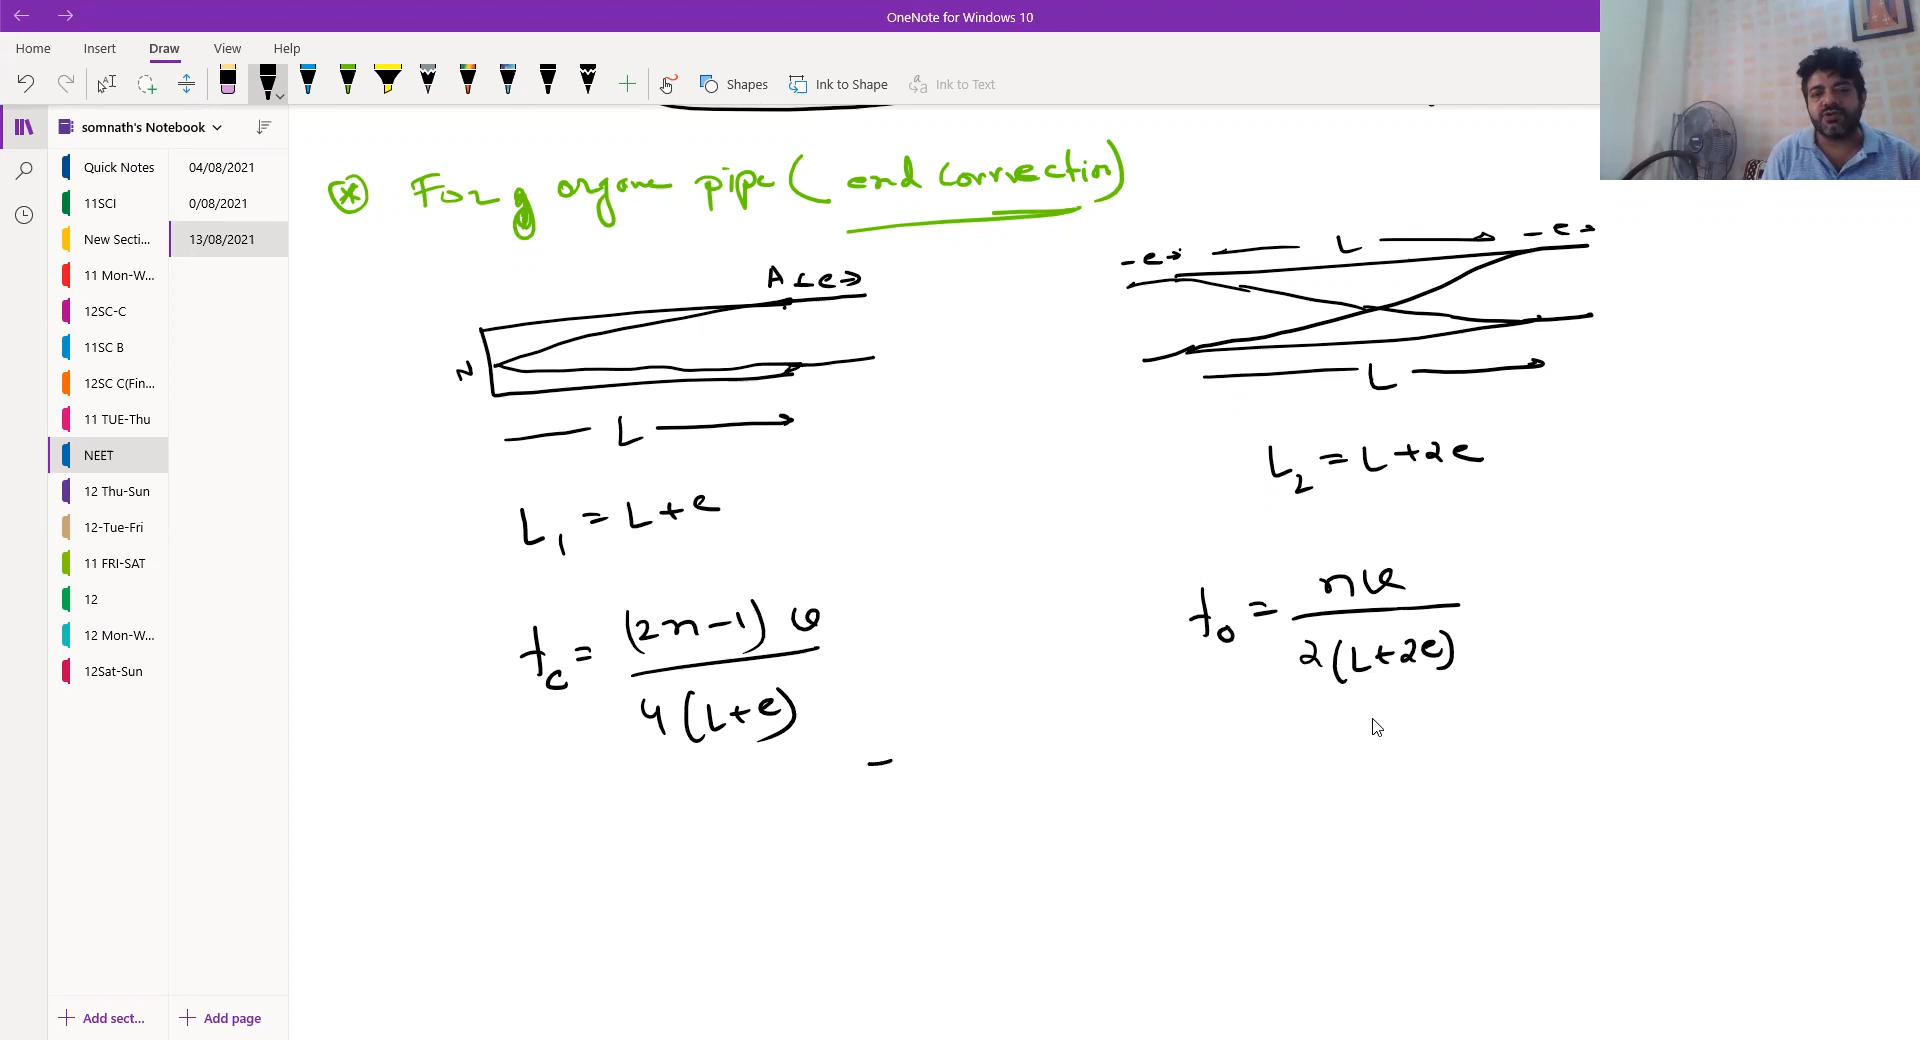 OneNote for Windows 10
Home Insert Draw View Help
Shapes Ink to Shape Ink to Text
somnath's Notebook
Quick Notes
11SCI
New Secti...
11 Mon-W...
12SC-C
11SC B
12SC C(Fin...
11 TUE-Thu
NEET
12 Thu-Sun
12-Tue-Fri
11 FRI-SAT
12
12 Mon-W...
12Sat-Sun
04/08/2021
0/08/2021
13/08/2021
Add sect...
Add page
organe pipe (end correction)
A ← e →
N
L
L₁ = L + e
f_c = (2n-1) v / 4(L+e)
- e → L → - e →
L
L₂ = L + 2e
f_o = nv / 2(L+2e)